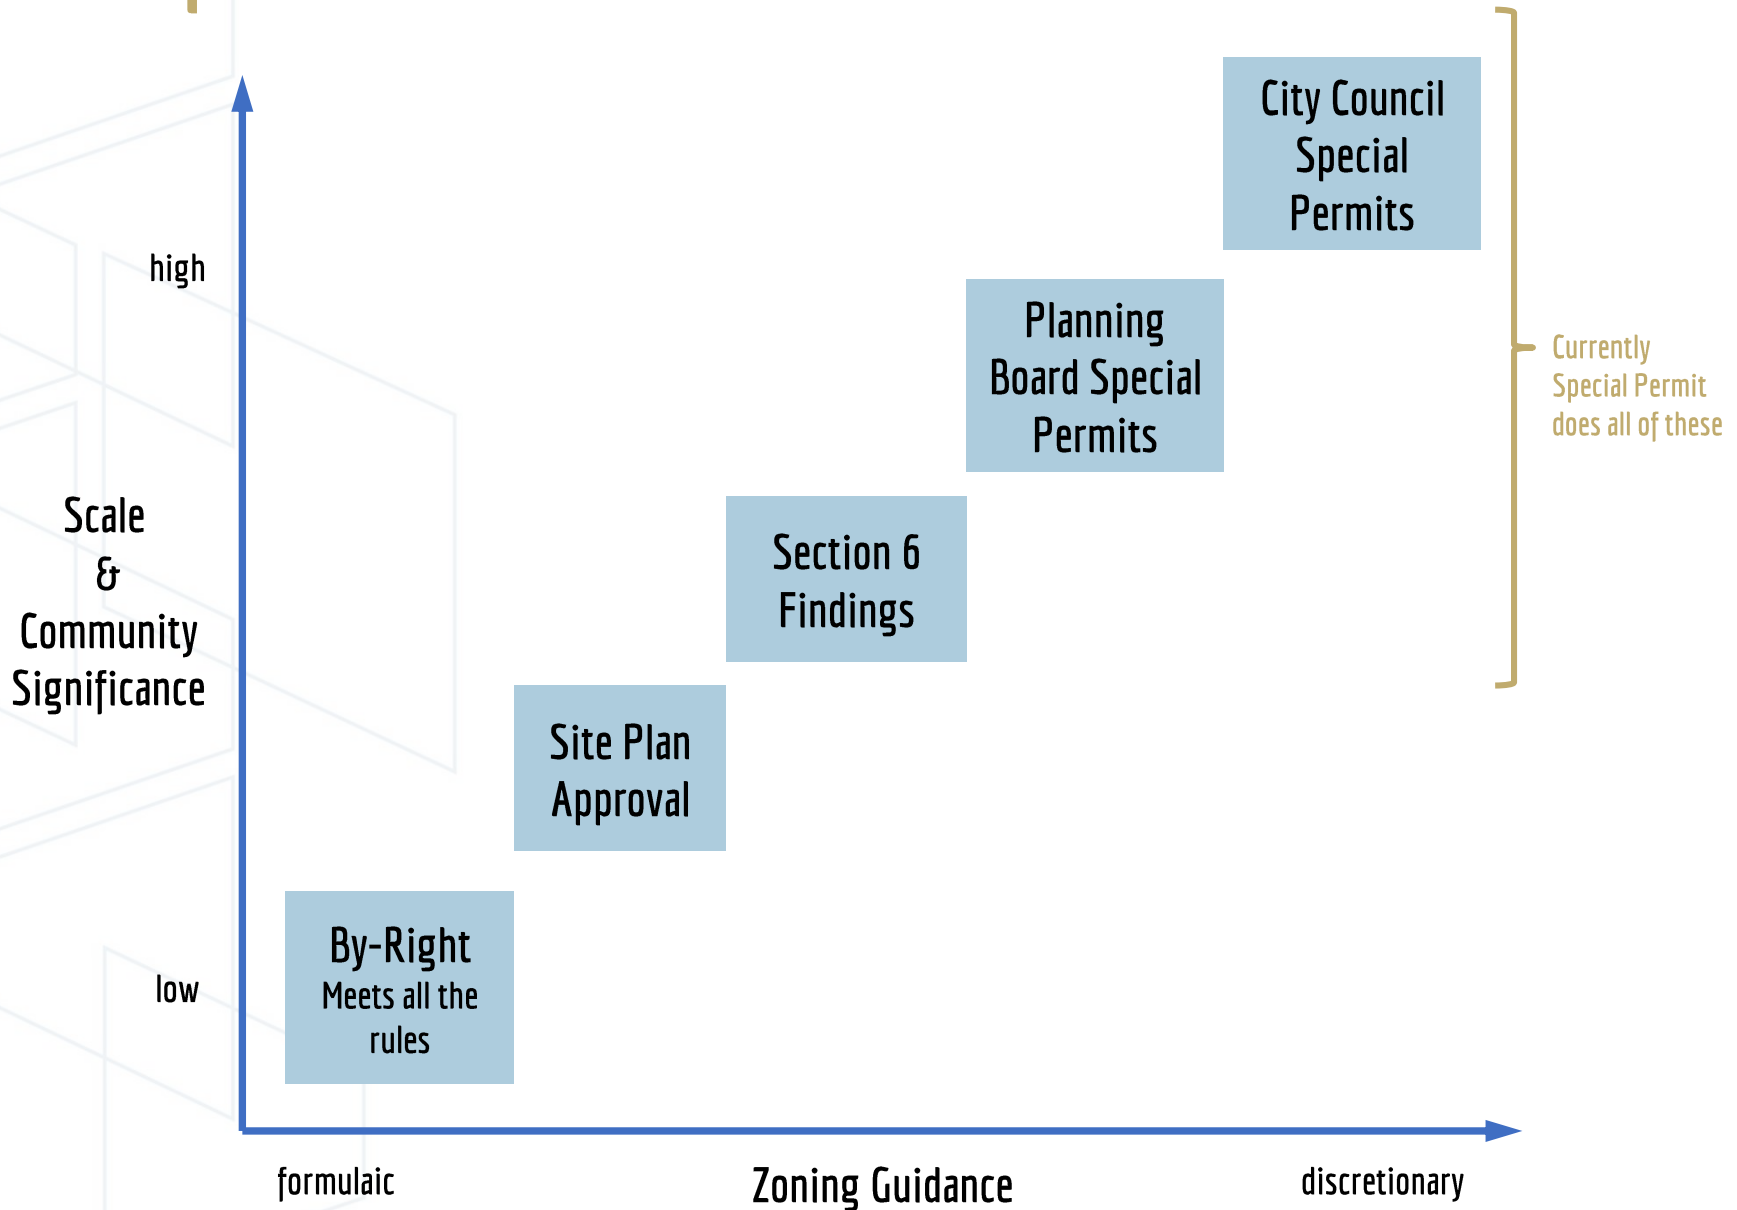 City Council
Special
Permits
high
Planning
Board Special
Permits
Currently
Special Permit
does all of these
Scale
&
Community
Significance
Section 6
Findings
Site Plan
Approval
By-Right
Meets all the
rules
low
formulaic
Zoning Guidance
discretionary